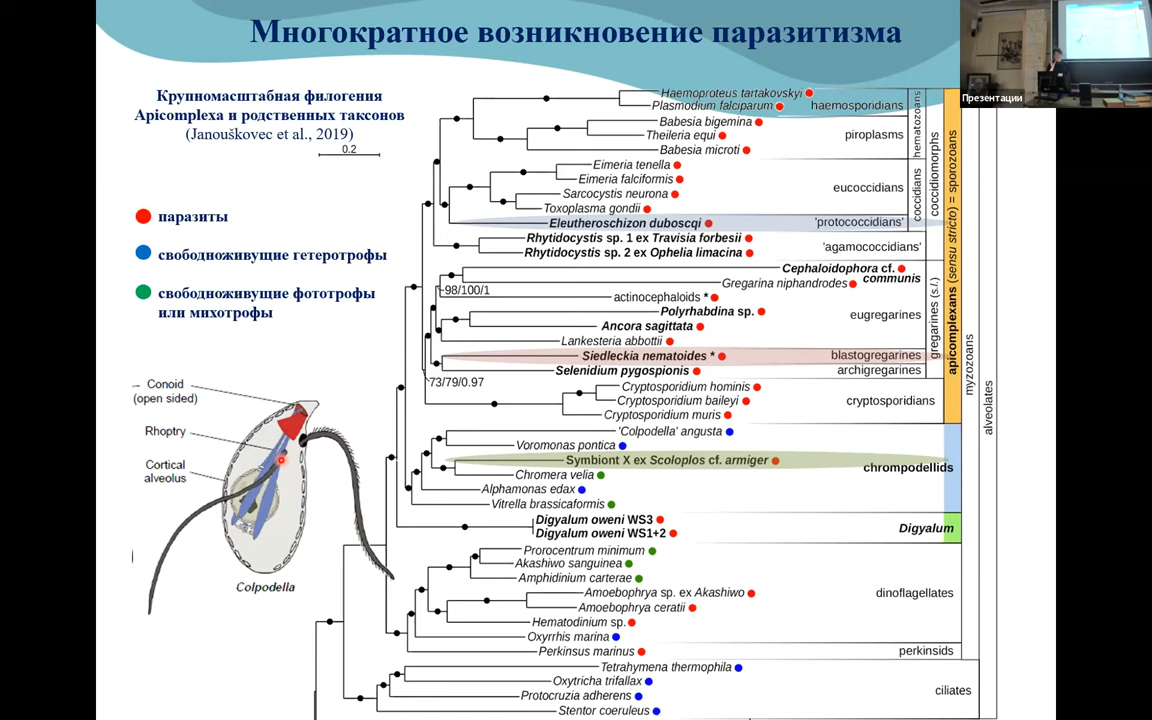 Многократное возникновение паразитизма
Презентации
Крупномасштабная филогения
Apicomplexa и родственных таксонов
(Janouškovec et al., 2019)
0.2
паразиты
свободноживущие гетеротрофы
свободноживущие фототрофы
или михотрофы
Conoid
(open sided)
Rhoptry
Cortical
alveolus
Colpodella
Haemoproteus tartakovskyi
Plasmodium falciparum
haemosporidians
Babesia bigemina
Theileria equi
Babesia microti
piroplasms
Eimeria tenella
Eimeria falciformis
Sarcocystis neurona
Toxoplasma gondii
eucoccidians
Eleutheroschizon duboscqi
'protococcidians'
Rhytidocystis sp. 1 ex Travisia forbesii
Rhytidocystis sp. 2 ex Ophelia limacina
'agamococcidians'
Cephaloidophora cf.
communis
Gregarina niphandrodes
98/100/1
actinocephaloids *
Polyrhabdina sp.
Ancora sagittata
Lankesteria abbottii
eugregarines
Siedleckia nematoides *
blastogregarines
Selenidium pygospionis
archigregarines
73/79/0.97
Cryptosporidium hominis
Cryptosporidium baileyi
Cryptosporidium muris
cryptosporidians
'Colpodella' angusta
Voromonas pontica
Symbiont X ex Scoloplos cf. armiger
Chromera velia
Alphamonas edax
Vitrella brassicaformis
chrompodellids
Digyalum oweni WS3
Digyalum oweni WS1+2
Digyalum
Prorocentrum minimum
Akashiwo sanguinea
Amphidinium carterae
Amoebophrya sp. ex Akashiwo
Amoebophrya ceratii
Hematodinium sp.
Oxyrrhis marina
dinoflagellates
Perkinsus marinus
perkinsids
Tetrahymena thermophila
Oxytricha trifallax
Protocruzia adherens
Stentor coeruleus
ciliates
hematozoans
coccidians
coccidiomorphs
gregarines (s.l.)
apicomplexans (sensu stricto) = sporozoans
myzozoans
alveolates